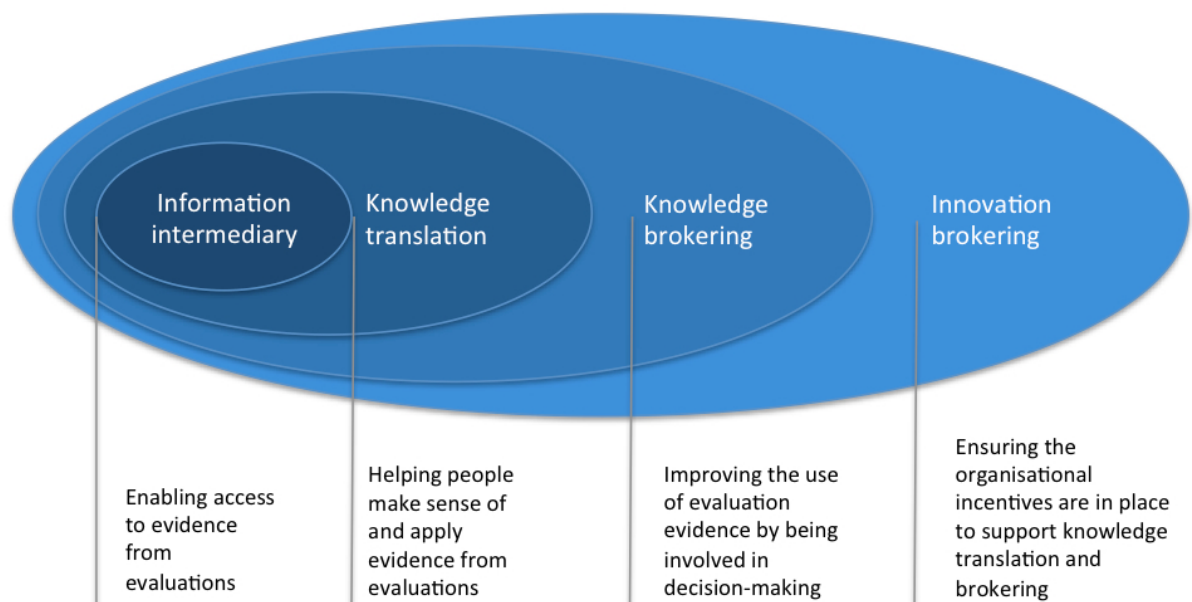 Information
intermediary
Knowledge
translation
Knowledge
brokering
Innovation
brokering
Enabling access
to evidence
from
evaluations
Helping people
make sense of
and apply
evidence from
evaluations
Improving the use
of evaluation
evidence by being
involved in
decision-making
Ensuring the
organisational
incentives are in place
to support knowledge
translation and
brokering